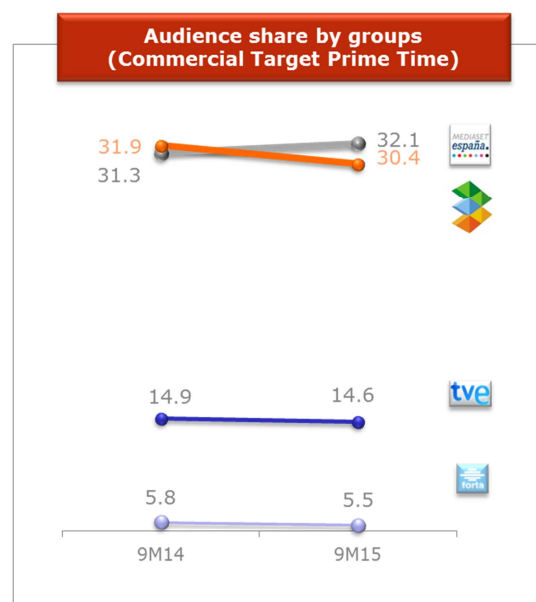 Audience share by groups
(Commercial Target Prime Time)
31.9
31.3
32.1
30.4
MEDIASET
españa.
14.9
14.6
tve
5.8
5.5
forta
9M14
9M15